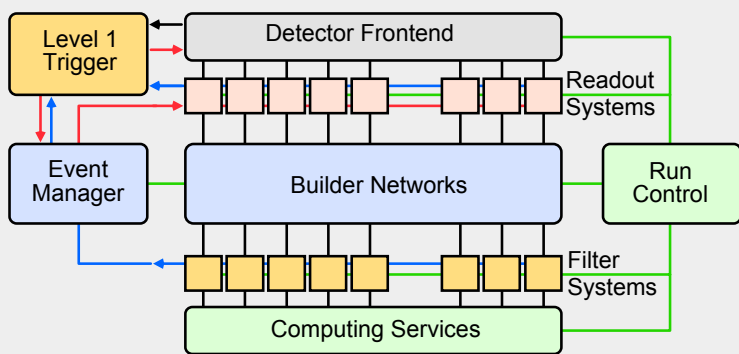 Level 1
Trigger
Detector Frontend
Readout
Systems
Event
Manager
Builder Networks
Run
Control
Filter
Systems
Computing Services